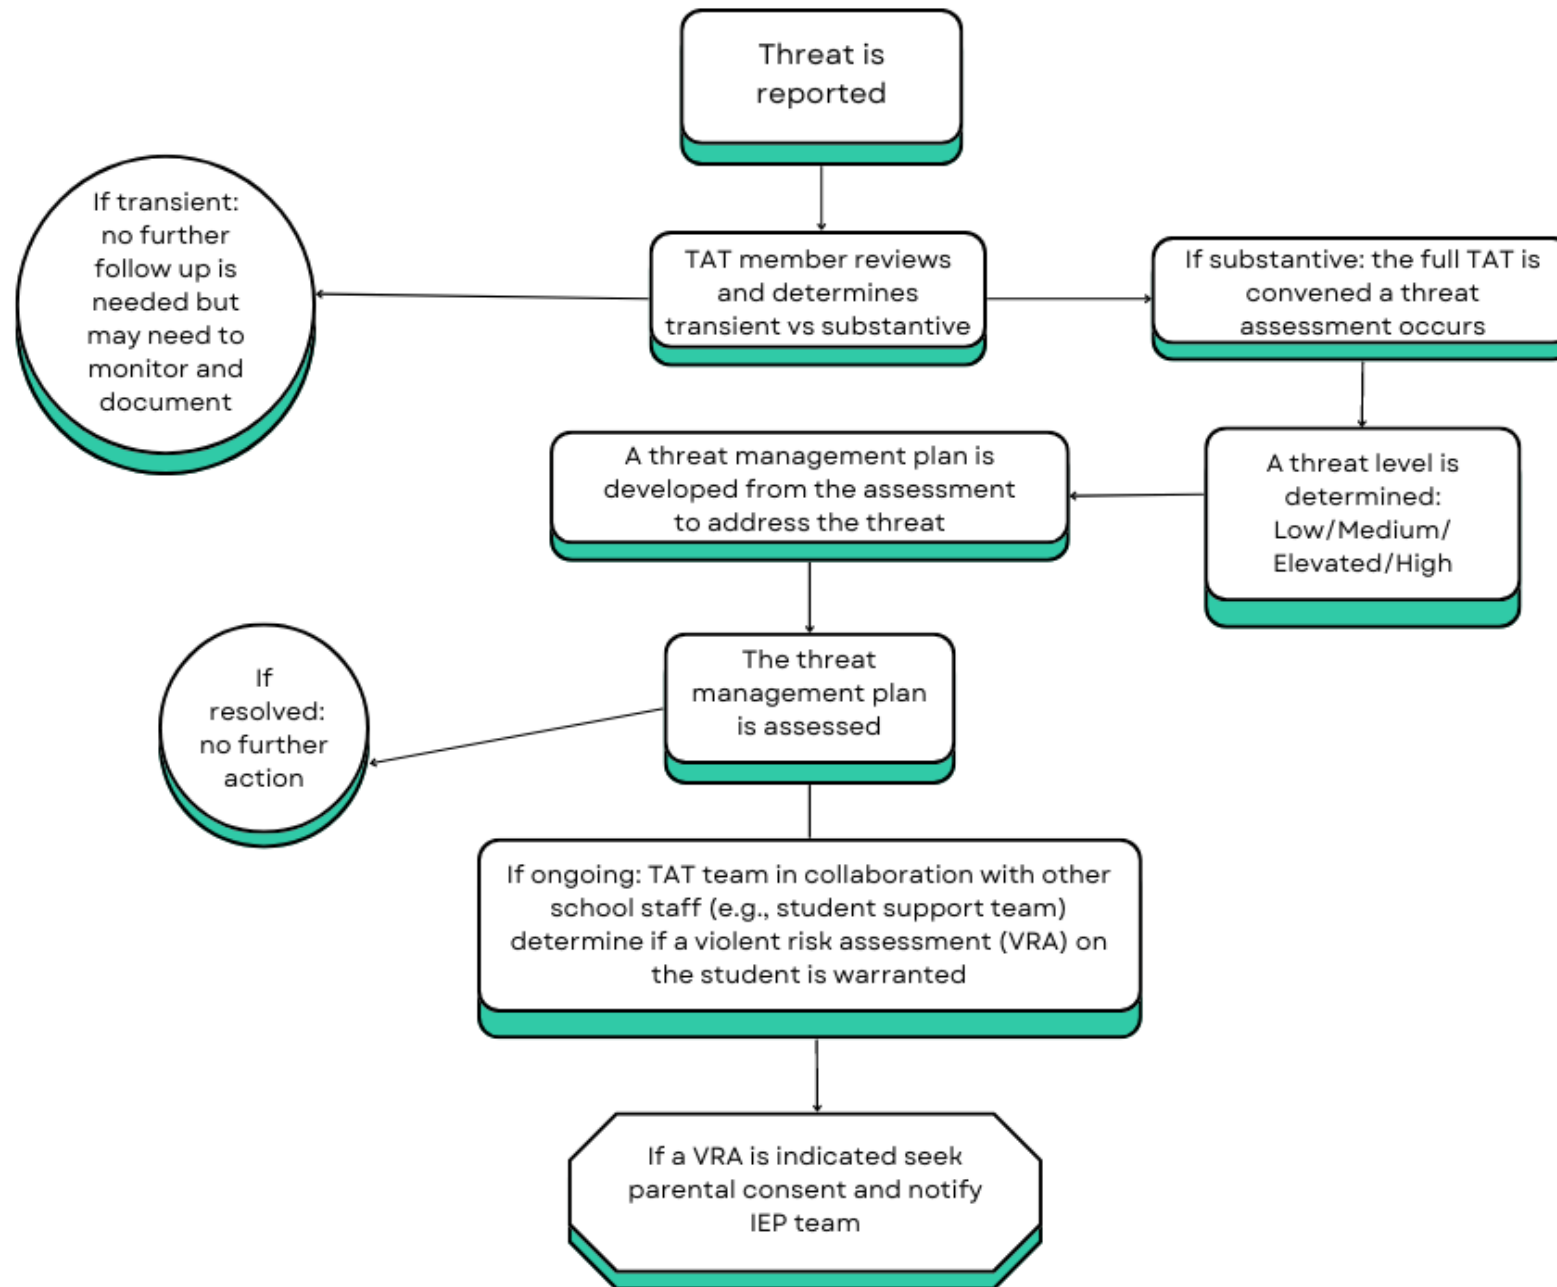 Threat is
reported
If transient:
no further
follow up is
needed but
may need to
monitor and
document
TAT member reviews
and determines
transient vs substantive
If substantive: the full TAT is
convened a threat
assessment occurs
A threat level is
determined:
Low/Medium/
Elevated/High
A threat management plan is
developed from the assessment
to address the threat
The threat
management plan
is assessed
If
resolved:
no further
action
If ongoing: TAT team in collaboration with other
school staff (e.g., student support team)
determine if a violent risk assessment (VRA) on
the student is warranted
If a VRA is indicated seek
parental consent and notify
IEP team